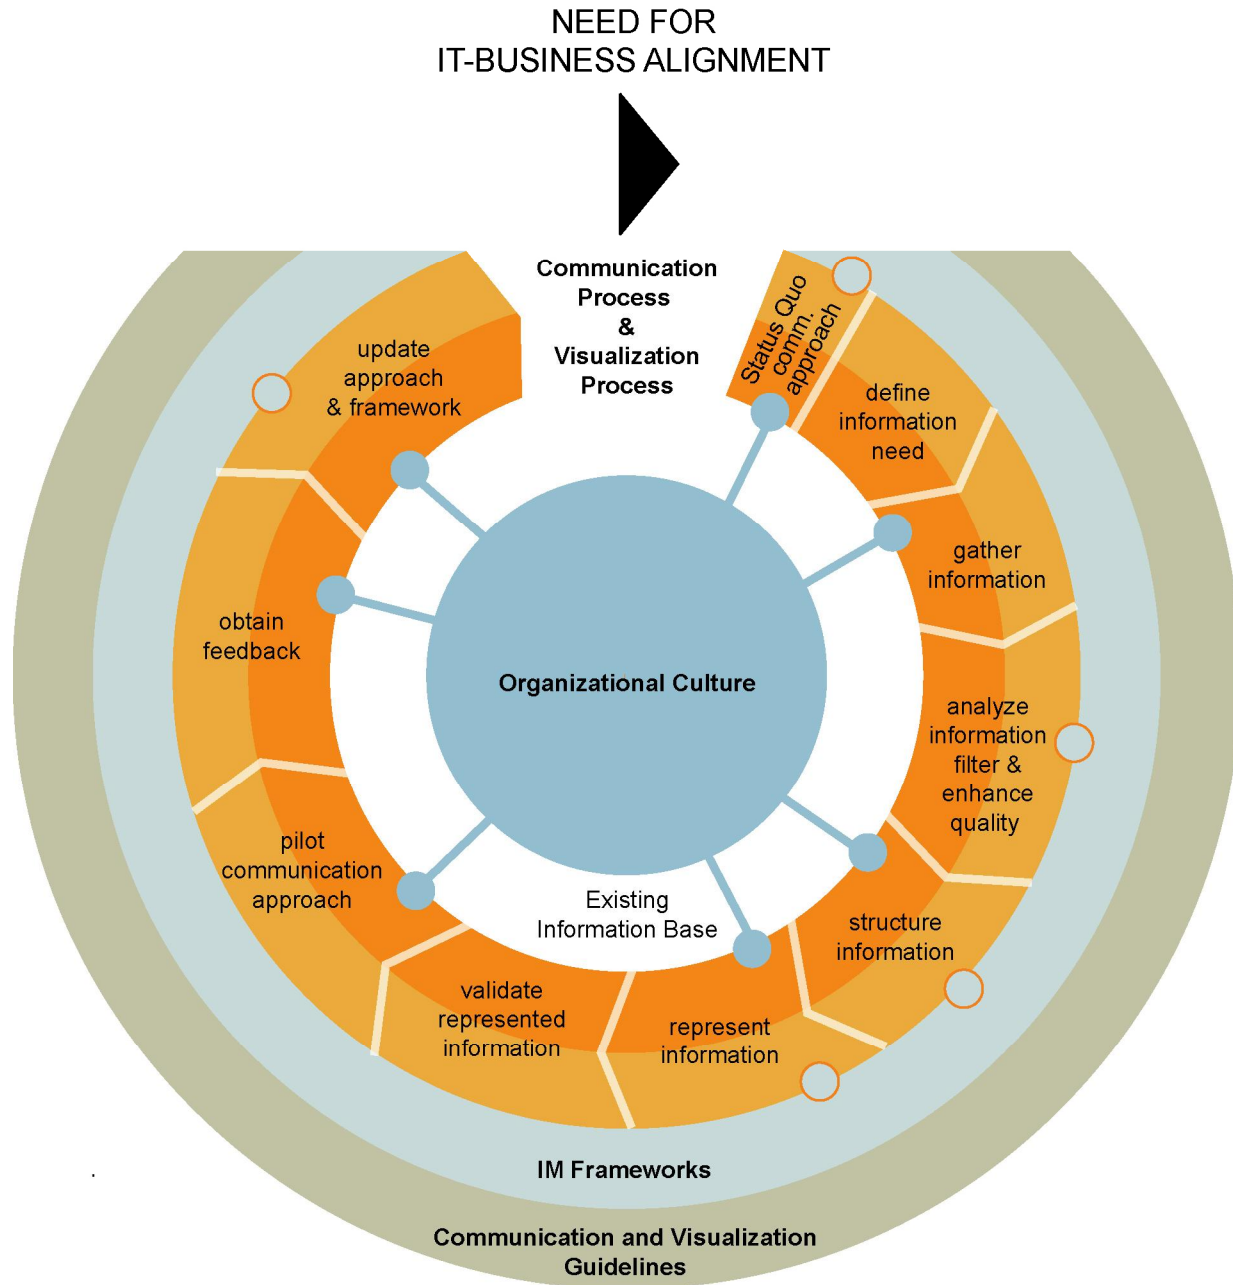 NEED FOR
IT-BUSINESS ALIGNMENT
Communication
Process
&
Visualization
Process
Status Quo
comm.
approach
define
information
need
gather
information
analyze
information
filter &
enhance
quality
structure
information
represent
information
validate
represented
information
pilot
communication
approach
obtain
feedback
update
approach
& framework
Organizational Culture
Existing
Information Base
IM Frameworks
Communication and Visualization
Guidelines